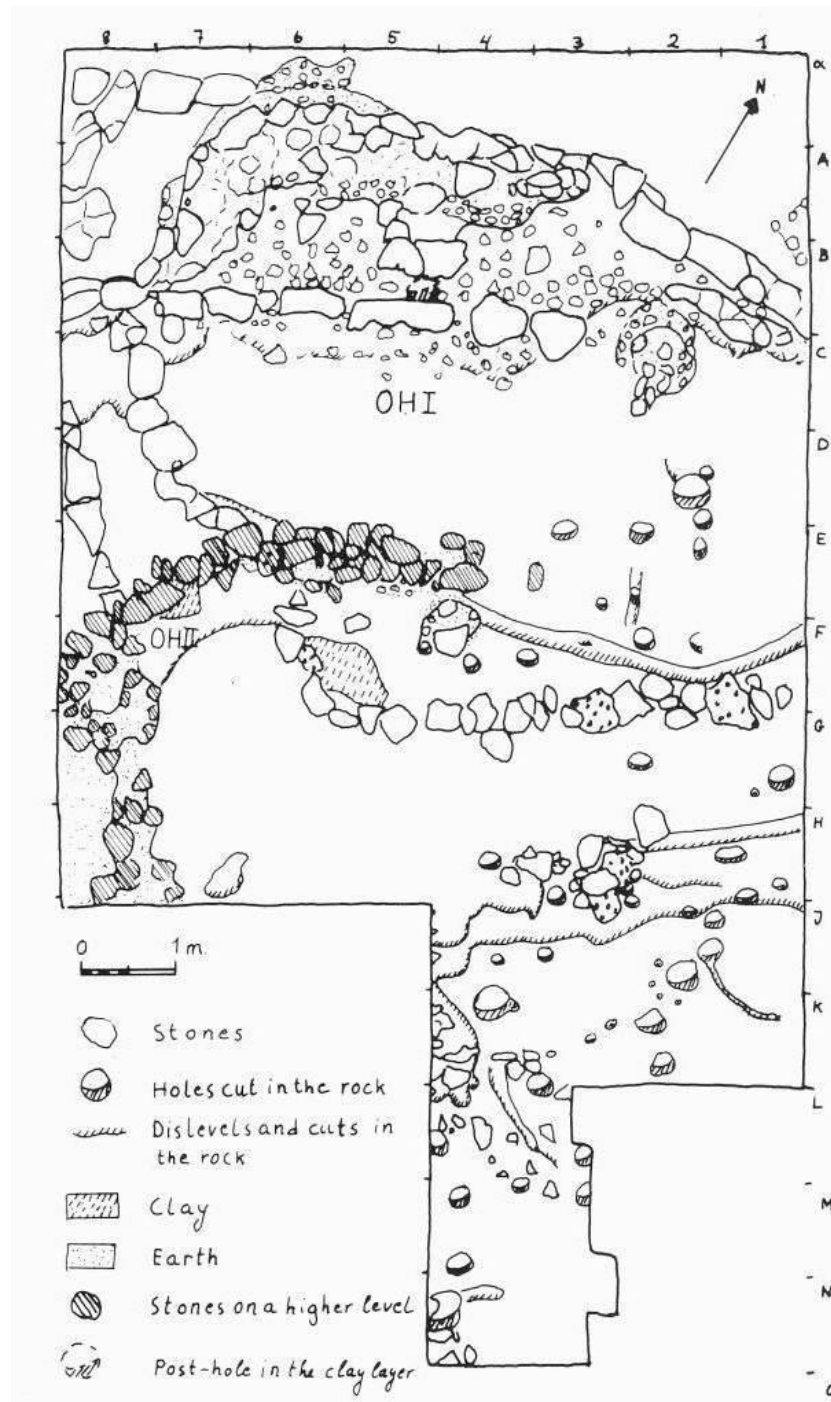 8 7 6 5 4 3 2 1
α
N
A
B
C
OHI
D
E
F
OHII
G
H
J
K
L
M
N
O
0 1 m.
Stones
Holes cut in the rock
Dislevels and cuts in
the rock
Clay
Earth
Stones on a higher level
Post-hole in the clay layer